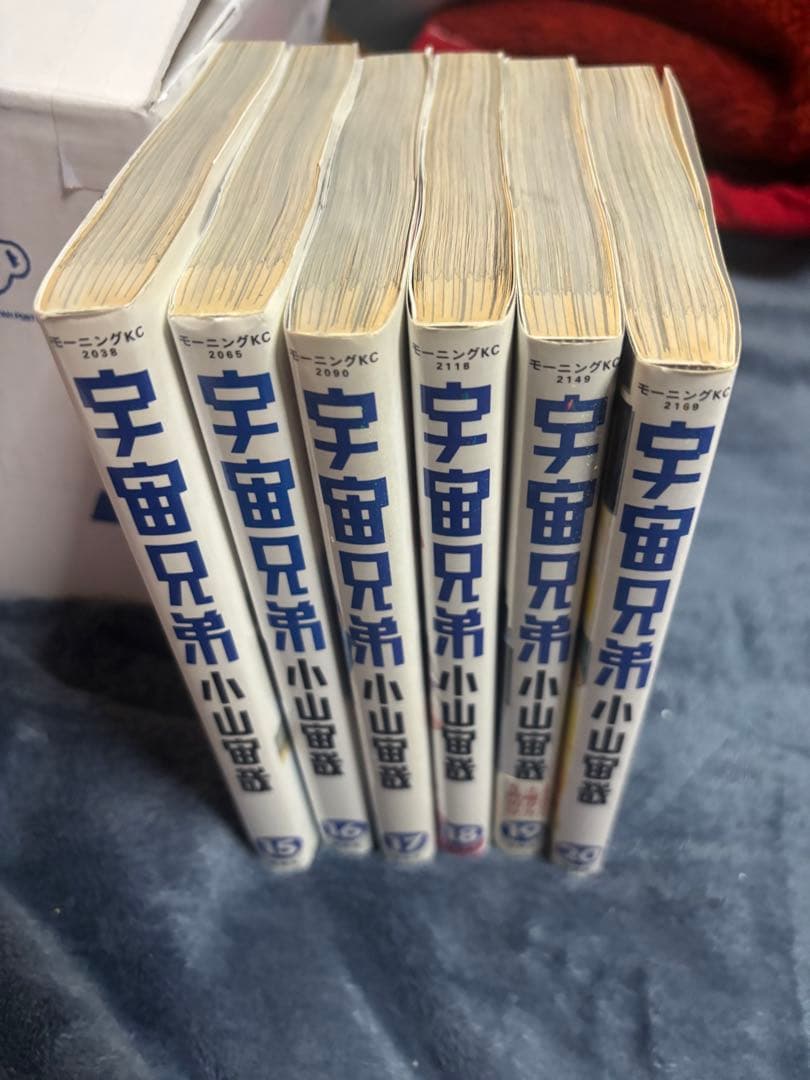 モーニングKC
2038
宇宙兄弟
小山宙哉
15
モーニングKC
2065
宇宙兄弟
小山宙哉
16
モーニングKC
2090
宇宙兄弟
小山宙哉
17
モーニングKC
2118
宇宙兄弟
小山宙哉
18
モーニングKC
2149
宇宙兄弟
小山宙哉
19
モーニングKC
2169
宇宙兄弟
小山宙哉
20